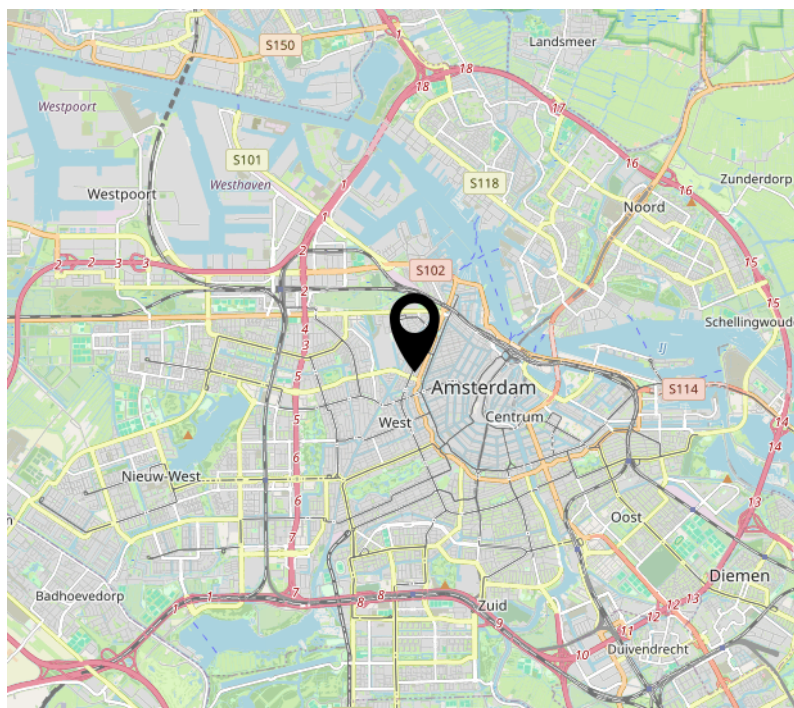 S150
Landsmeer
1
18
18
Westpoort
17
S101
16
Westpoort
Westhaven
1
S118
16
Zunderdorp
Noord
1
2
2
2
3
3
S102
2
15
4
3
Schellingwoude
IJ
15
5
Amsterdam
S114
5
West
Centrum
14
6
14
Nieuw-West
6
13
Oost
7
Badhoevedorp
1
1
7
8
8
Zuid
9
13
12
12
11
Diemen
10
Duivendrecht